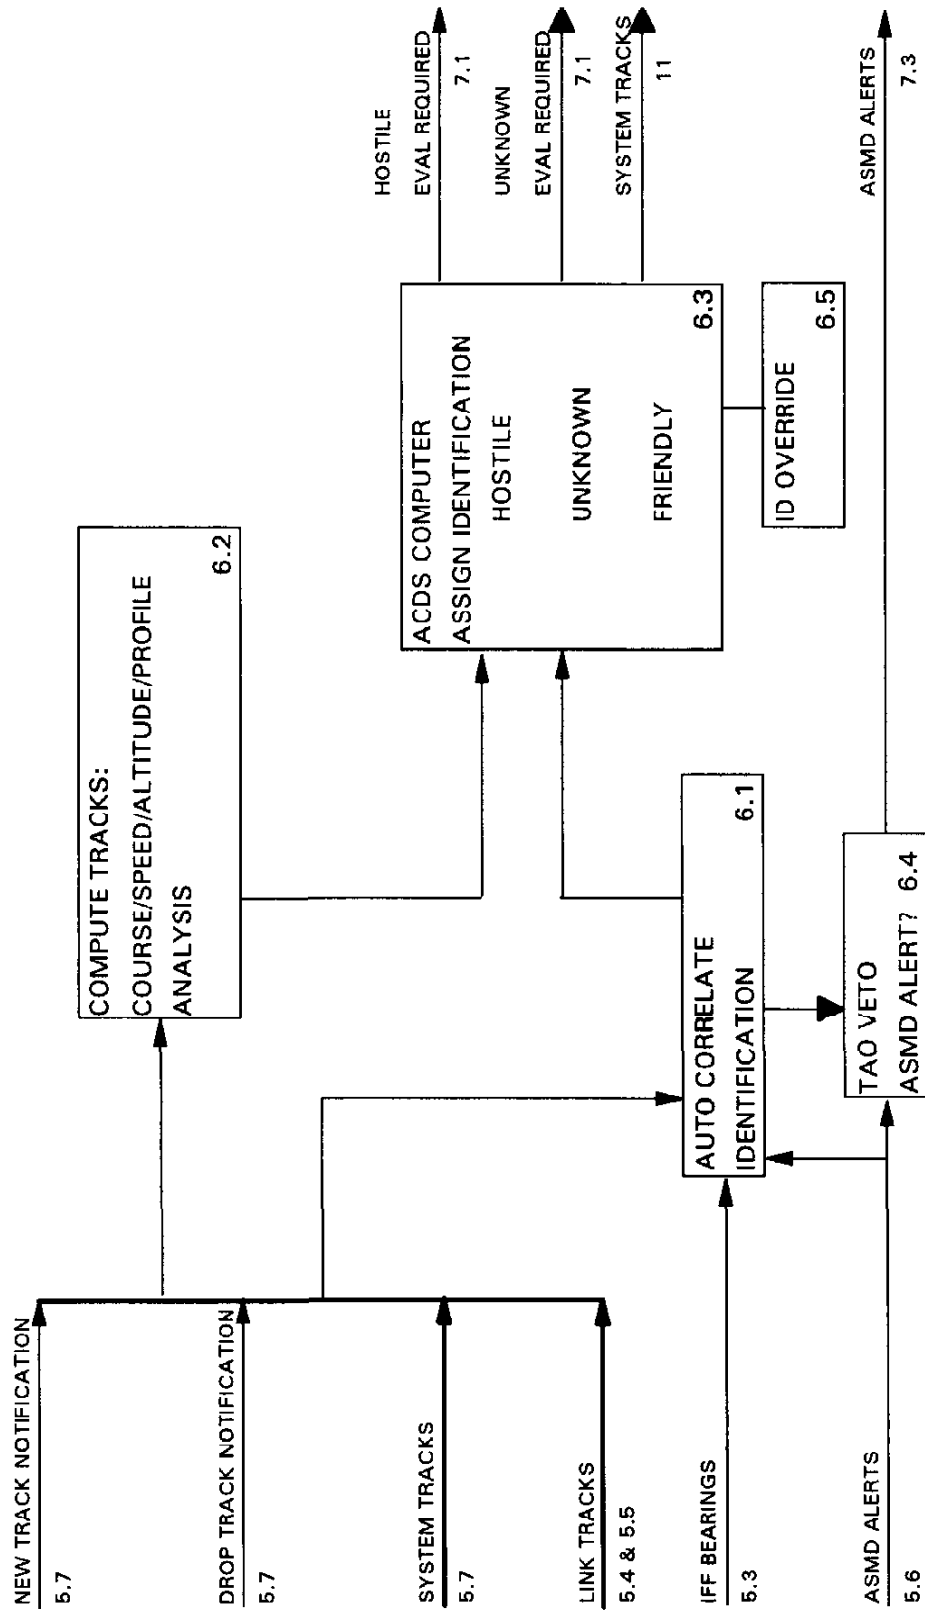 NEW TRACK NOTIFICATION
5.7
DROP TRACK NOTIFICATION
5.7
SYSTEM TRACKS
5.7
LINK TRACKS
5.4 & 5.5
IFF BEARINGS
5.3
ASMD ALERTS
5.6
COMPUTE TRACKS:
COURSE/SPEED/ALTITUDE/PROFILE
ANALYSIS
6.2
AUTO CORRELATE
IDENTIFICATION
6.1
TAO VETO
ASMD ALERT? 6.4
ACDS COMPUTER
ASSIGN IDENTIFICATION
HOSTILE
UNKNOWN
FRIENDLY
6.3
ID OVERRIDE
6.5
HOSTILE
EVAL REQUIRED
7.1
UNKNOWN
EVAL REQUIRED
7.1
SYSTEM TRACKS
11
ASMD ALERTS
7.3